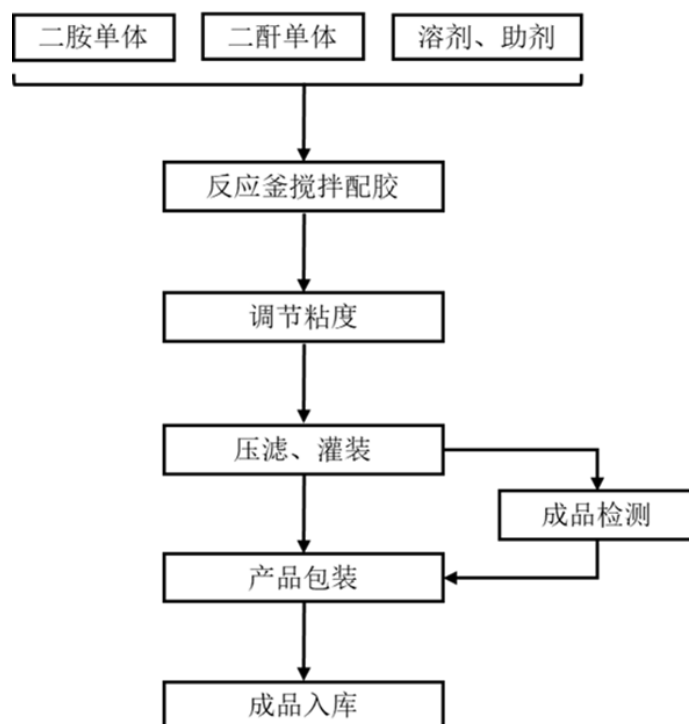 二胺单体
二酐单体
溶剂、助剂
反应釜搅拌配胶
调节粘度
压滤、灌装
成品检测
产品包装
成品入库